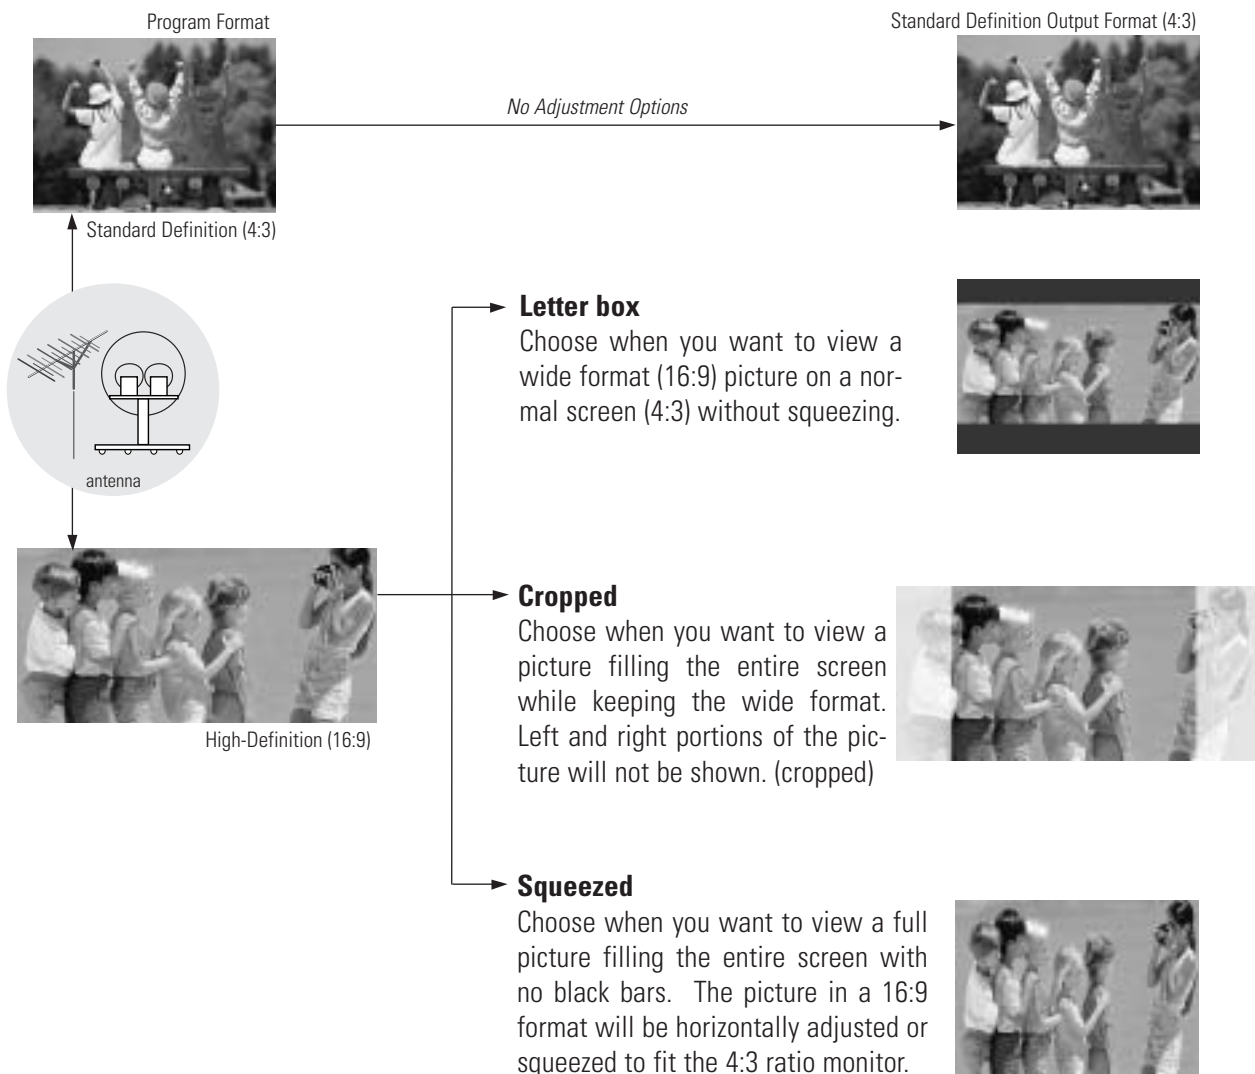 Program Format
Standard Definition Output Format (4:3)
No Adjustment Options
Standard Definition (4:3)
Letter box
Choose when you want to view a
wide format (16:9) picture on a nor-
mal screen (4:3) without squeezing.
antenna
Cropped
Choose when you want to view a
picture filling the entire screen
while keeping the wide format.
Left and right portions of the pic-
ture will not be shown. (cropped)
High-Definition (16:9)
Squeezed
Choose when you want to view a full
picture filling the entire screen with
no black bars. The picture in a 16:9
format will be horizontally adjusted or
squeezed to fit the 4:3 ratio monitor.